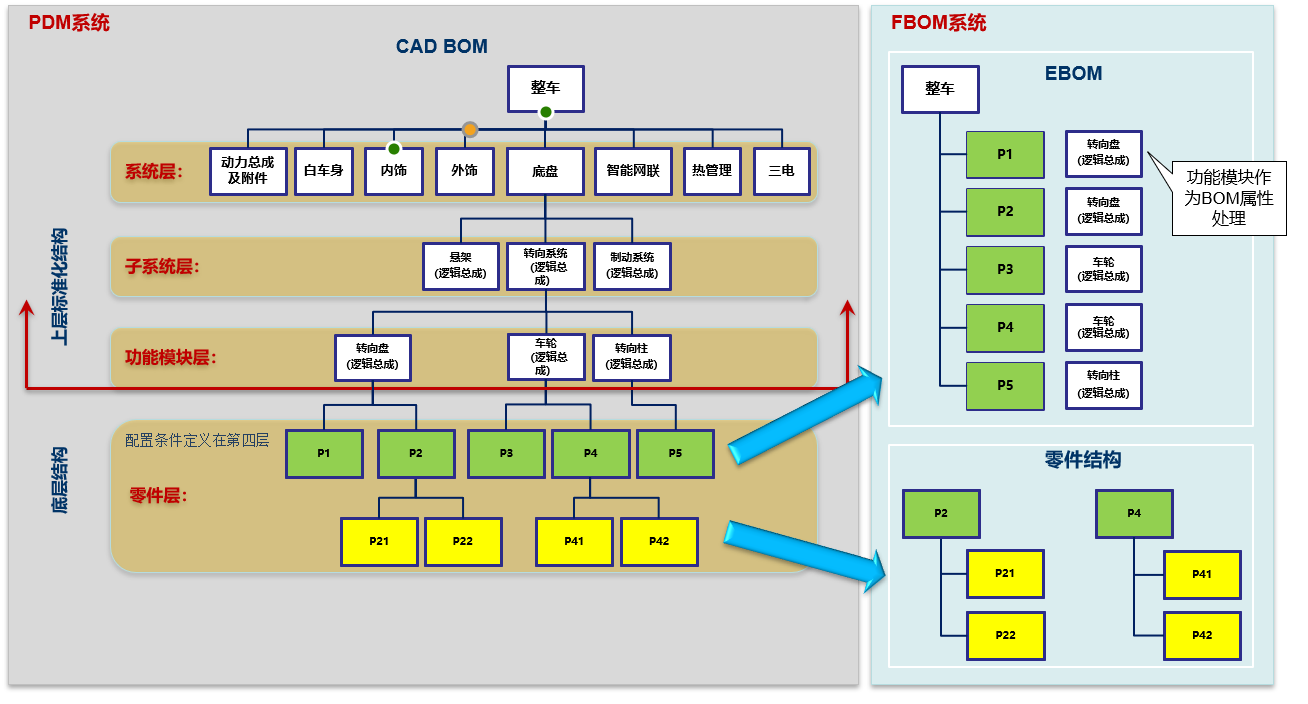 PDM系统
CAD BOM
整车
系统层：
动力总成
及附件
白车身
内饰
外饰
底盘
智能网联
热管理
三电
上层标准化结构
子系统层：
悬架
(逻辑总成)
转向系统
(逻辑总
成)
制动系统
(逻辑总成)
功能模块层：
转向盘
(逻辑总成)
车轮
(逻辑总
成)
转向柱
(逻辑总成)
底层结构
配置条件定义在第四层
零件层：
P1
P2
P3
P4
P5
P21
P22
P41
P42
FBOM系统
EBOM
整车
P1
转向盘
(逻辑总成)
功能模块作
为BOM属性
处理
P2
转向盘
(逻辑总成)
P3
车轮
(逻辑总成)
P4
车轮
(逻辑总成)
P5
转向柱
(逻辑总成)
零件结构
P2
P21
P22
P4
P41
P42